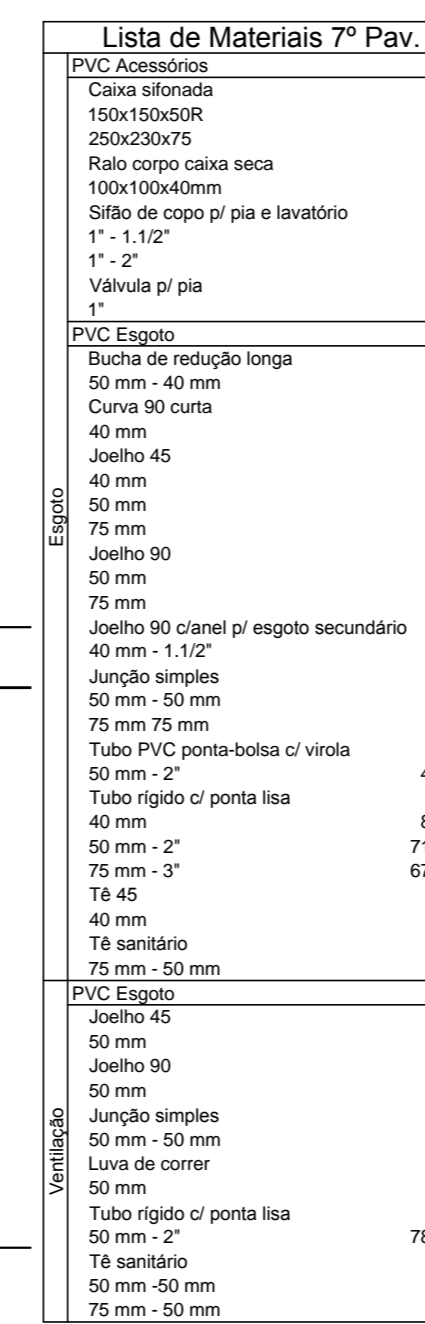 Lista de Materiais 7º Pav.
Esgoto
PVC Acessórios
Caixa sifonada
150x150x50R
250x230x75
Ralo corpo caixa seca
100x100x40mm
Sifão de copo p/ pia e lavatório
1" - 1.1/2"
1" - 2"
Válvula p/ pia
1"
PVC Esgoto
Bucha de redução longa
50 mm - 40 mm
Curva 90 curta
40 mm
Joelho 45
40 mm
50 mm
75 mm
Joelho 90
50 mm
75 mm
Joelho 90 c/anel p/ esgoto secundário
40 mm - 1.1/2"
Junção simples
50 mm - 50 mm
75 mm 75 mm
Tubo PVC ponta-bolsa c/ virola
50 mm - 2" 4
Tubo rígido c/ ponta lisa
40 mm 8
50 mm - 2" 71
75 mm - 3" 67
Tê 45
40 mm
Tê sanitário
75 mm - 50 mm
Ventilação
PVC Esgoto
Joelho 45
50 mm
Joelho 90
50 mm
Junção simples
50 mm - 50 mm
Luva de correr
50 mm
Tubo rígido c/ ponta lisa
50 mm - 2" 78
Tê sanitário
50 mm -50 mm
75 mm - 50 mm